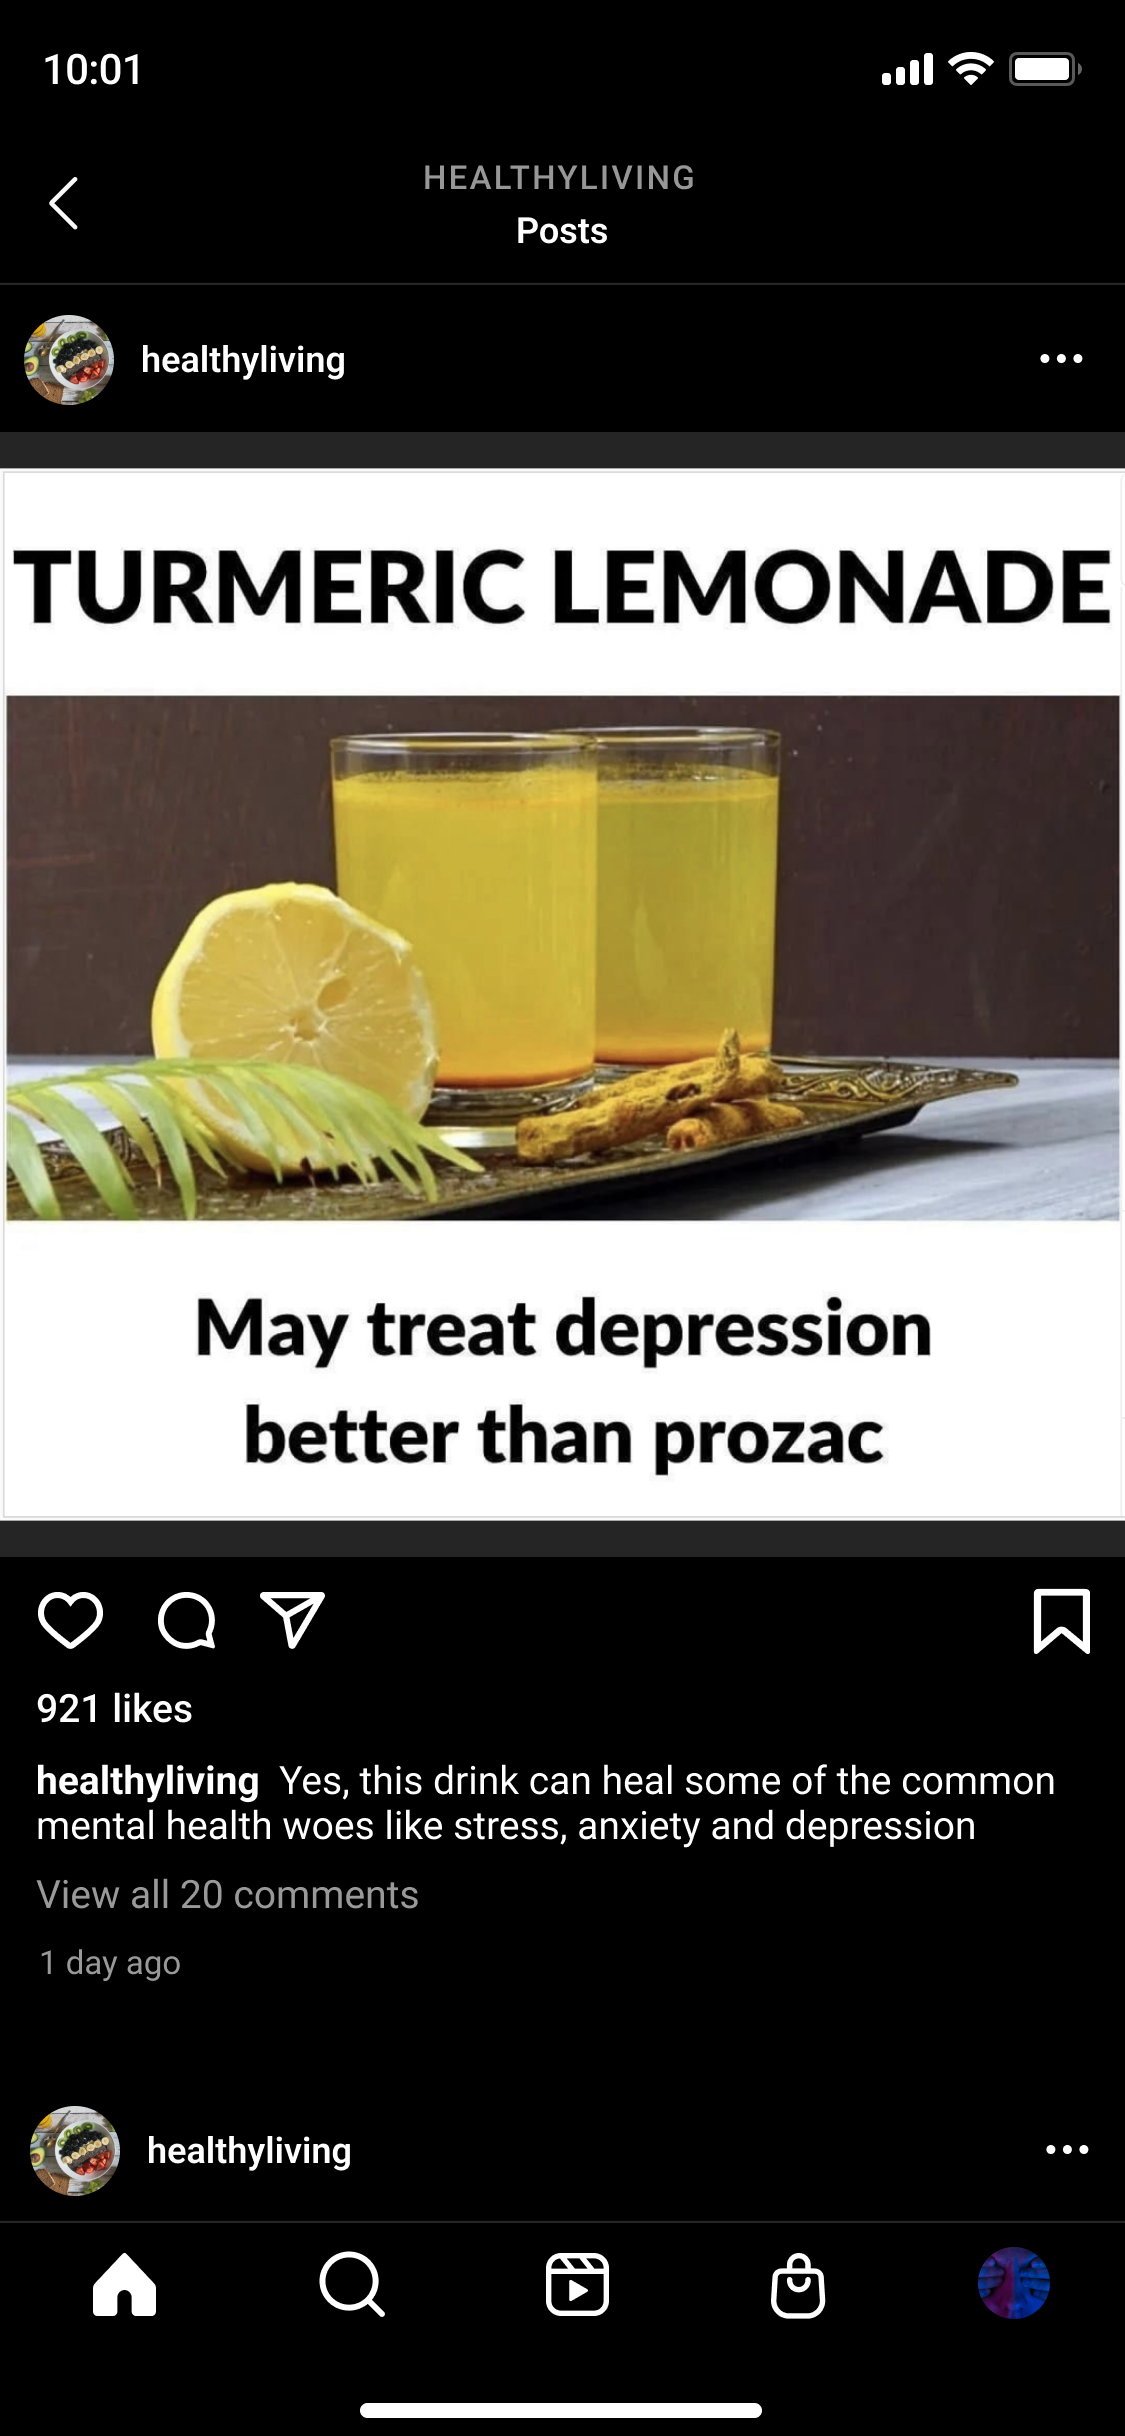 10:01
HEALTHYLIVING
Posts
healthyliving
TURMERIC LEMONADE
May treat depression
better than prozac
921 likes
healthyliving Yes, this drink can heal some of the common
mental health woes like stress, anxiety and depression
View all 20 comments
1 day ago
healthyliving